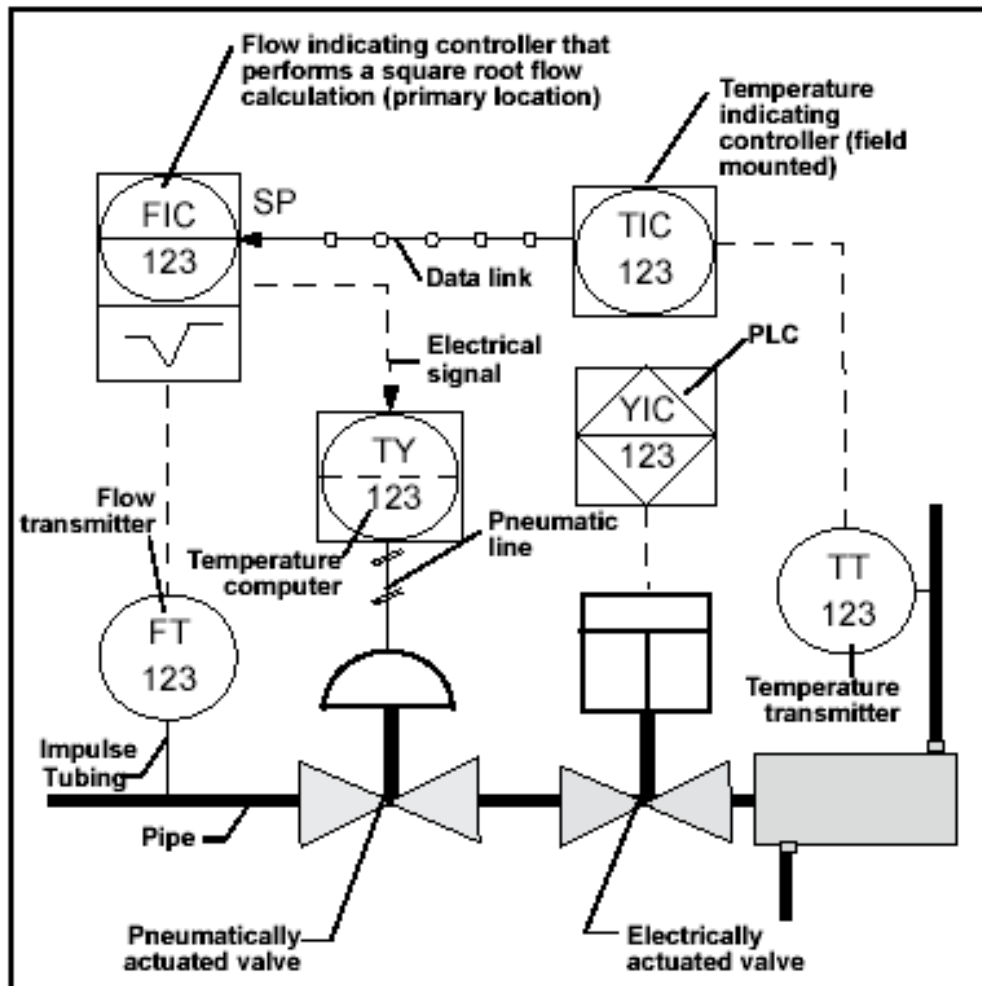 Flow indicating controller that
performs a square root flow
calculation (primary location)
Temperature
indicating
controller (field
mounted)
FIC
123
SP
TIC
123
Data link
Electrical
signal
PLC
YIC
123
TY
123
Flow
transmitter
Temperature
computer
Pneumatic
line
TT
123
FT
123
Temperature
transmitter
Impulse
Tubing
Pipe
Pneumatically
actuated valve
Electrically
actuated valve